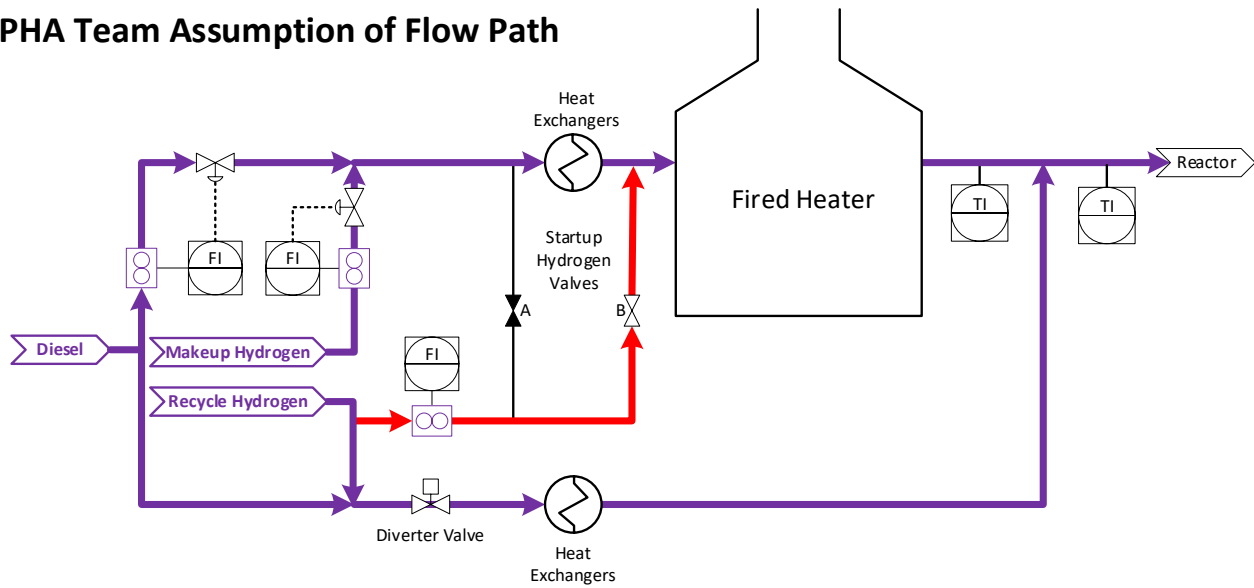 PHA Team Assumption of Flow Path
Heat
Exchangers
Fired Heater
Reactor
TI
TI
FI
FI
Startup
Hydrogen
Valves
A
B
Diesel
Makeup Hydrogen
FI
Recycle Hydrogen
Diverter Valve
Heat
Exchangers